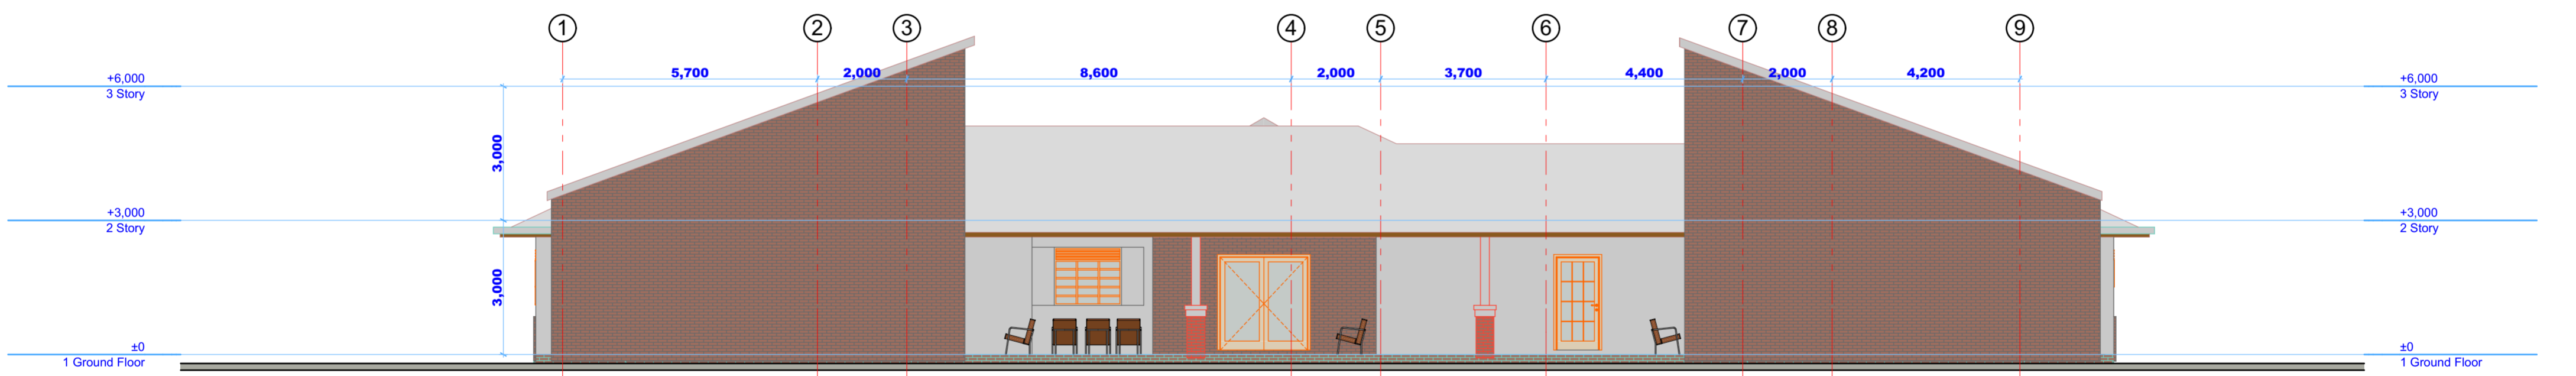 1 2 3 4 5 6 7 8 9
5,700 2,000 8,600 2,000 3,700 4,400 2,000 4,200
+6,000 +6,000
3 Story 3 Story
3,000
+3,000 +3,000
2 Story 2 Story
3,000
±0 ±0
1 Ground Floor 1 Ground Floor